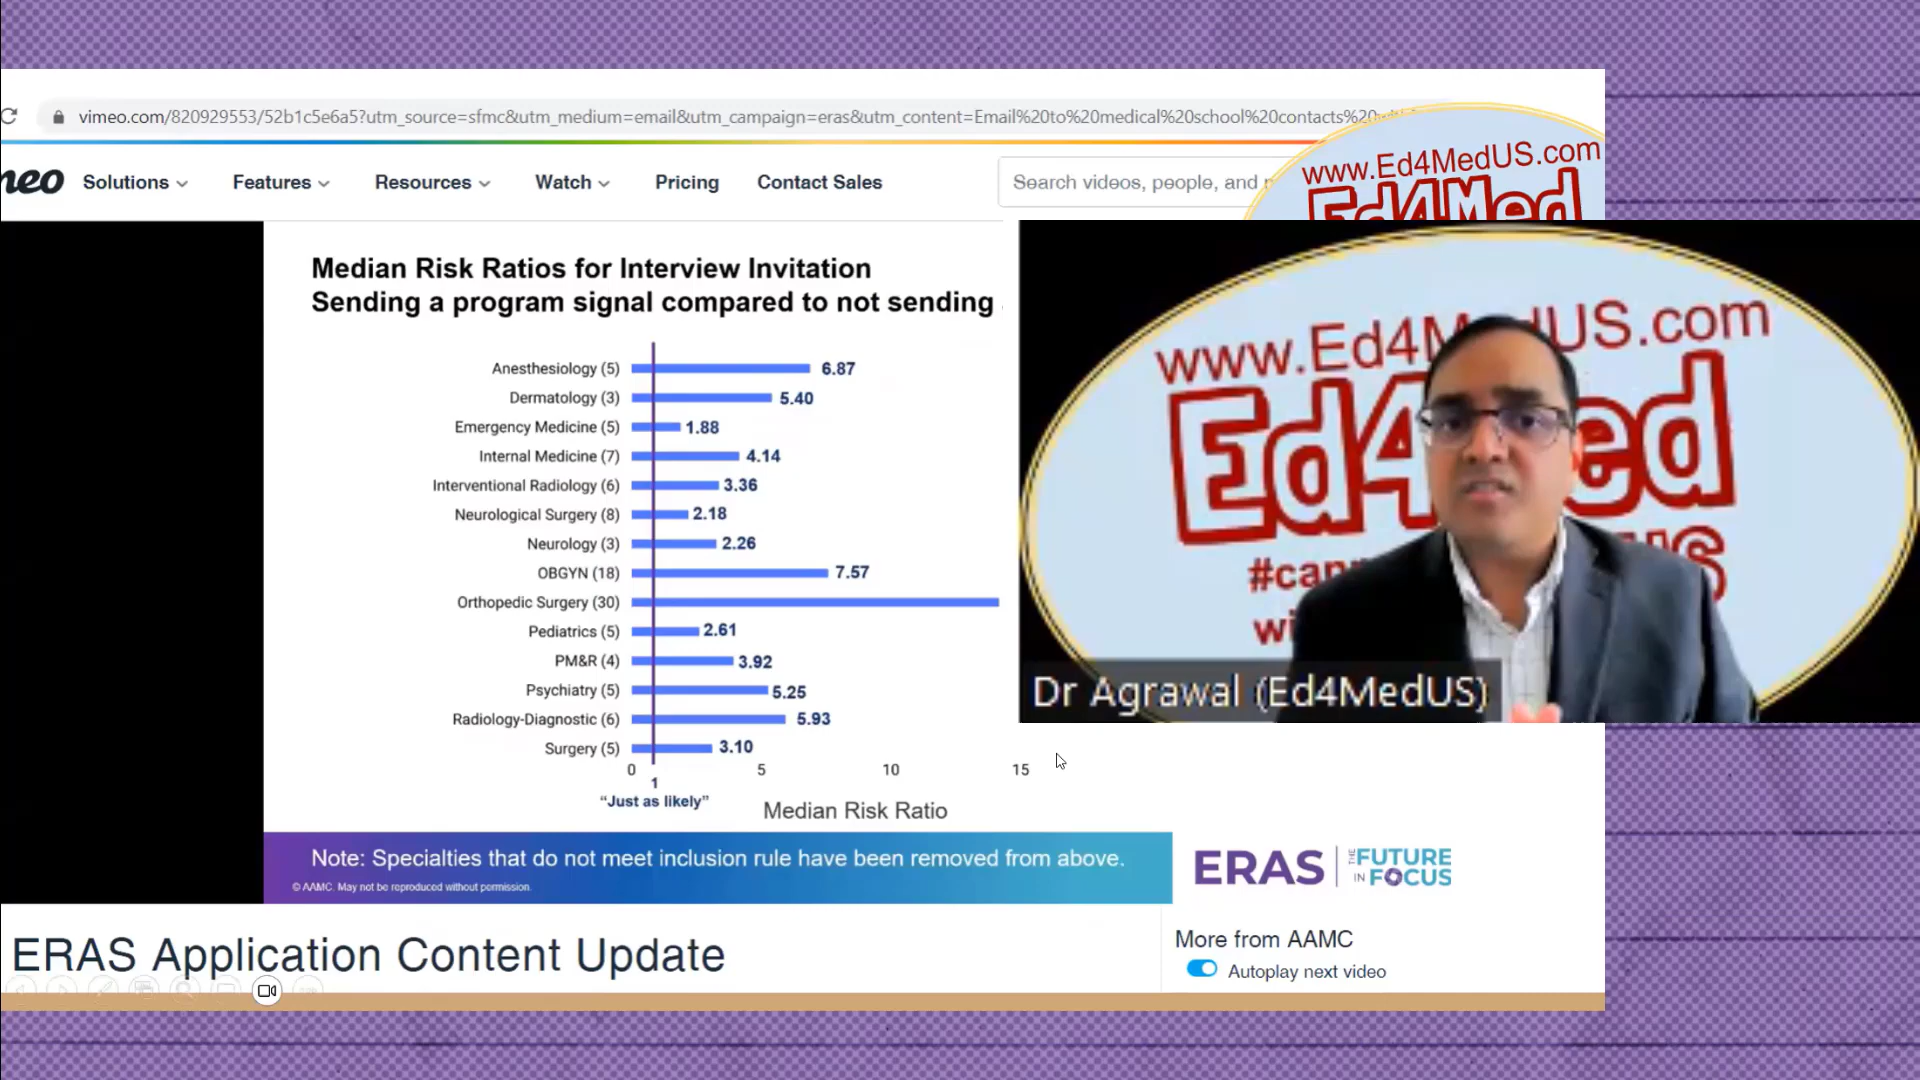 vimeo.com/820929553/52b1c5e6a5?utm_source=sfmc&utm_medium=email&utm_campaign=eras&utm_content=Email%20to%20medical%20school%20contacts%20
meo
Solutions
Features
Resources
Watch
Pricing
Contact Sales
Search videos, people, and
www.Ed4MedUS.com
Ed4Med
Median Risk Ratios for Interview Invitation
Sending a program signal compared to not sending
Anesthesiology (5) 6.87
Dermatology (3) 5.40
Emergency Medicine (5) 1.88
Internal Medicine (7) 4.14
Interventional Radiology (6) 3.36
Neurological Surgery (8) 2.18
Neurology (3) 2.26
OBGYN (18) 7.57
Orthopedic Surgery (30)
Pediatrics (5) 2.61
PM&R (4) 3.92
Psychiatry (5) 5.25
Radiology-Diagnostic (6) 5.93
Surgery (5) 3.10
0 5 10 15
1
“Just as likely”
Median Risk Ratio
www.Ed4MedUS.com
Ed4Med
Dr Agrawal (Ed4MedUS)
Note: Specialties that do not meet inclusion rule have been removed from above.
© AAMC. May not be reproduced without permission.
ERAS THE FUTURE
IN FOCUS
ERAS Application Content Update
More from AAMC
Autoplay next video